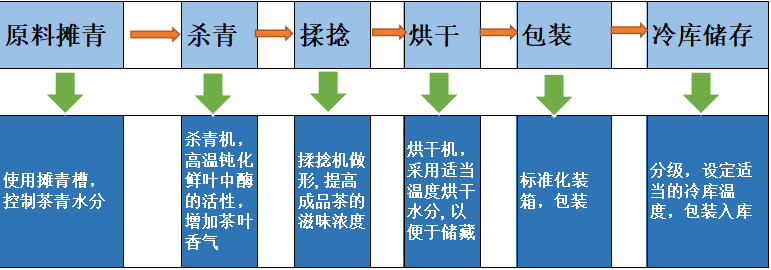 原料摊青
杀青
揉捻
烘干
包装
冷库储存
使用摊青槽，
控制茶青水分
杀青机，
高温钝化
鲜叶中酶
的活性，
增加茶叶
香气
揉捻机做
形,提高
成品茶的
滋味浓度
烘干机，
采用适当
温度烘干
水分,以
便于储藏
标准化装
箱，包装
分级，设定适
当的冷库温
度，包装入库